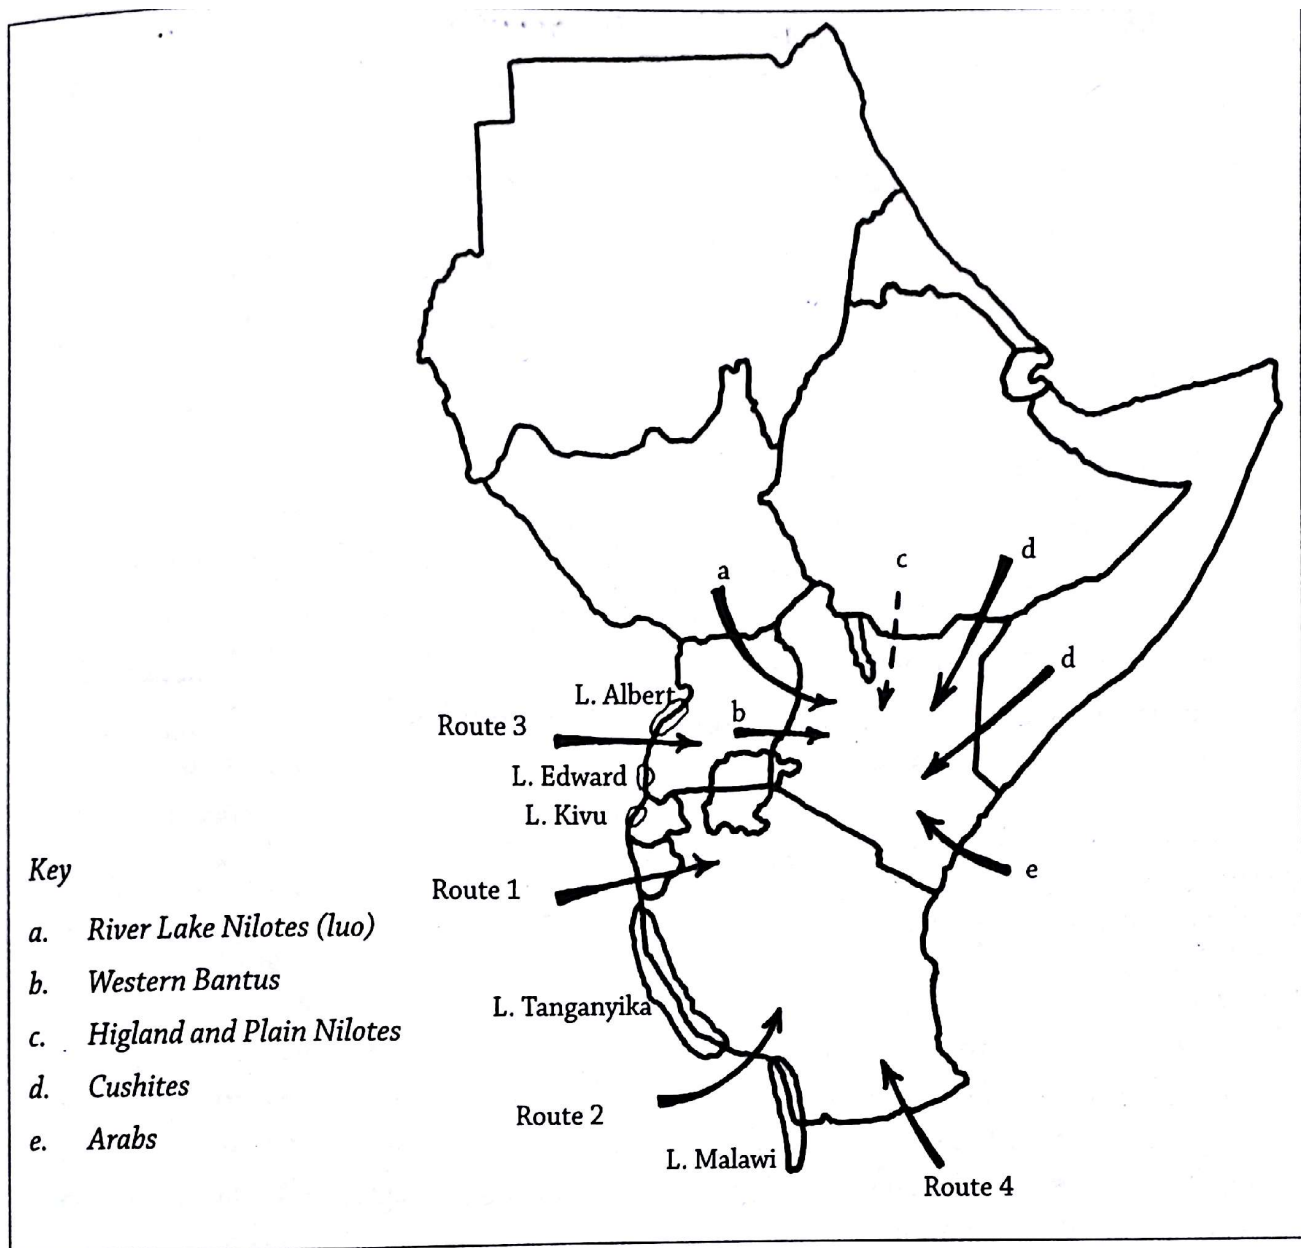 a
c
d
d
L. Albert
Route 3
b
L. Edward
L. Kivu
Route 1
e
L. Tanganyika
Route 2
L. Malawi
Route 4
Key
a. River Lake Nilotes (luo)
b. Western Bantus
c. Higland and Plain Nilotes
d. Cushites
e. Arabs